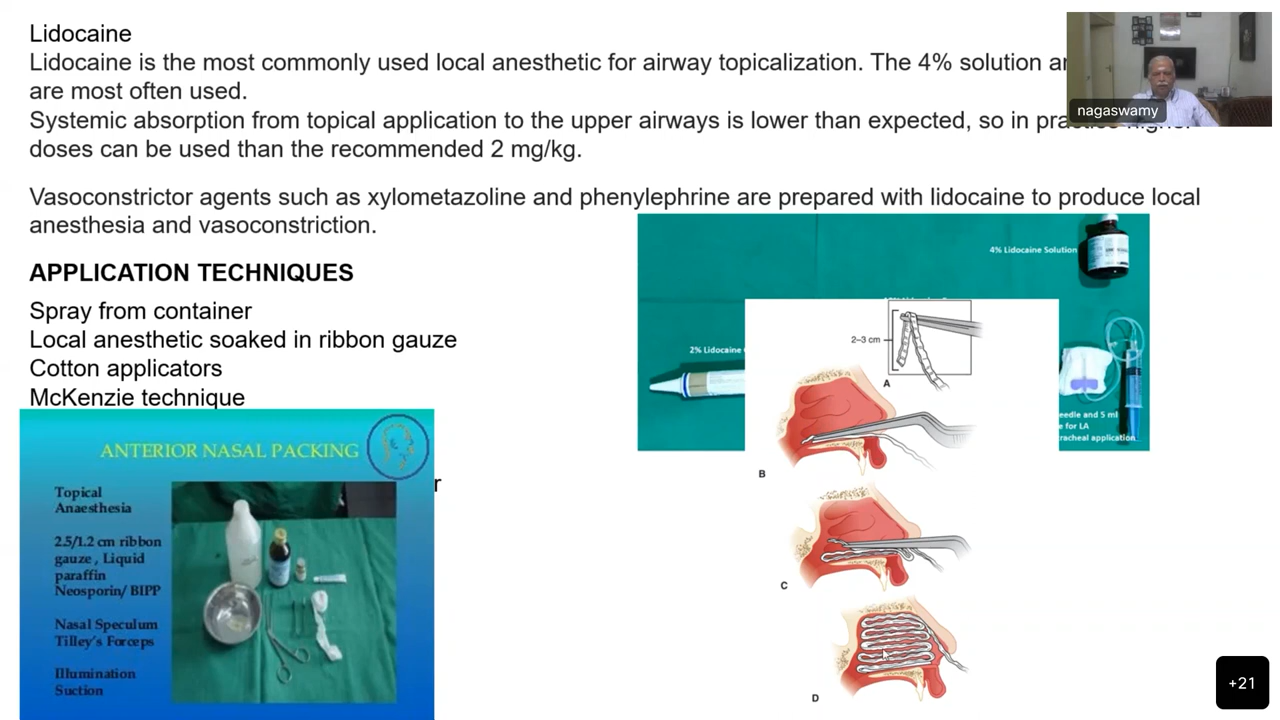 Lidocaine
Lidocaine is the most commonly used local anesthetic for airway topicalization. The 4% solution
are most often used.
nagaswamy
Systemic absorption from topical application to the upper airways is lower than expected, so in
doses can be used than the recommended 2 mg/kg.
Vasoconstrictor agents such as xylometazoline and phenylephrine are prepared with lidocaine to produce local
anesthesia and vasoconstriction.
APPLICATION TECHNIQUES
Spray from container
Local anesthetic soaked in ribbon gauze
Cotton applicators
McKenzie technique
r
4% Lidocaine Solution
2% Lidocaine
2–3 cm
A
B
C
D
eedle and 5 ml
e for LA
racheal application
ANTERIOR NASAL PACKING
Topical
Anaesthesia
2.5/1.2 cm ribbon
gauze , Liquid
paraffin
Neosporin/ BIPP
Nasal Speculum
Tilley's Forceps
Illumination
Suction
+21